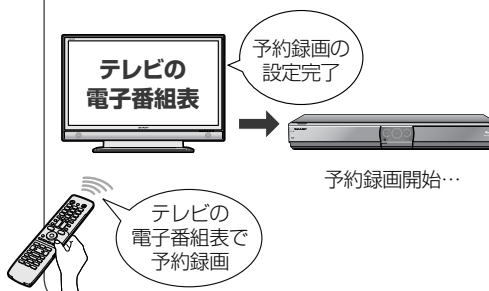 予約録画の
設定完了
テレビの
電子番組表
予約録画開始…
テレビの
電子番組表で
予約録画